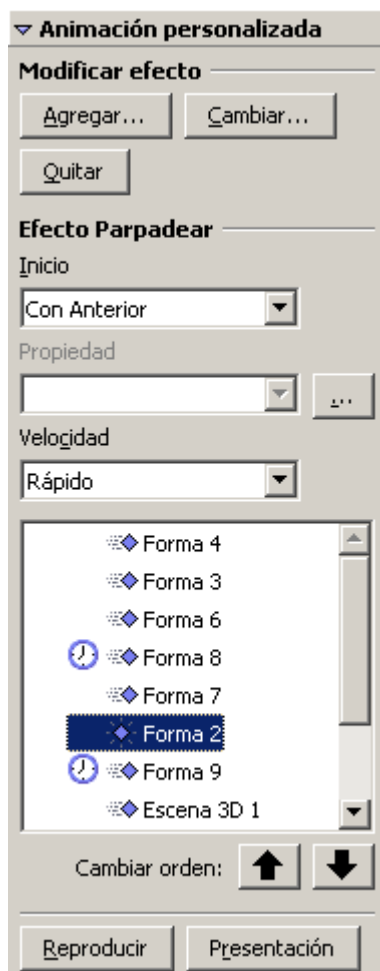 Animación personalizada
Modificar efecto
Agregar... Cambiar...
Quitar
Efecto Parpadear
Inicio
Con Anterior
Propiedad
...
Velocidad
Rápido
Forma 4
Forma 3
Forma 6
Forma 8
Forma 7
Forma 2
Forma 9
Escena 3D 1
Cambiar orden:
Reproducir Presentación